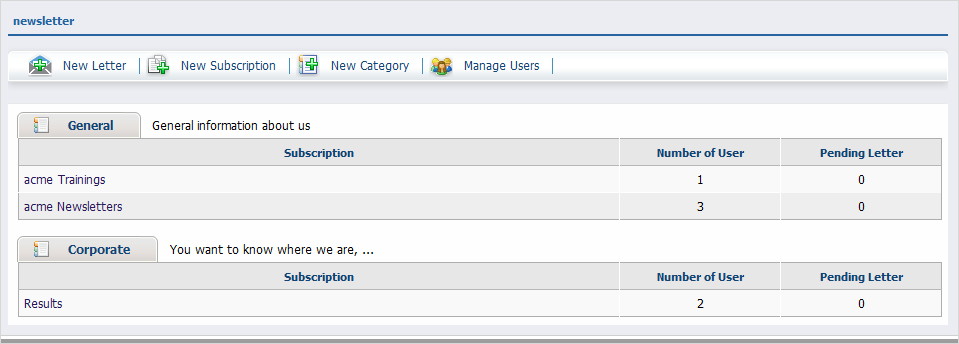 newsletter
New Letter New Subscription New Category Manage Users
General General information about us
Subscription Number of User Pending Letter
acme Trainings 1 0
acme Newsletters 3 0
Corporate You want to know where we are, ...
Subscription Number of User Pending Letter
Results 2 0